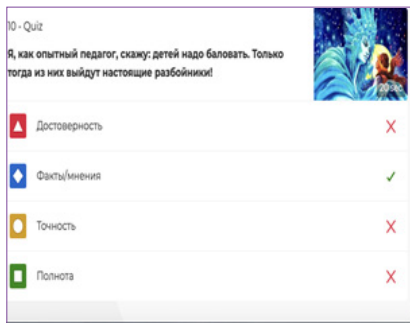 10 - Quiz
Я, как опытный педагог, скажу: детей надо баловать. Только
тогда из них выйдут настоящие разбойники!
20 sec
Достоверность
Факты/мнения
Точность
Полнота